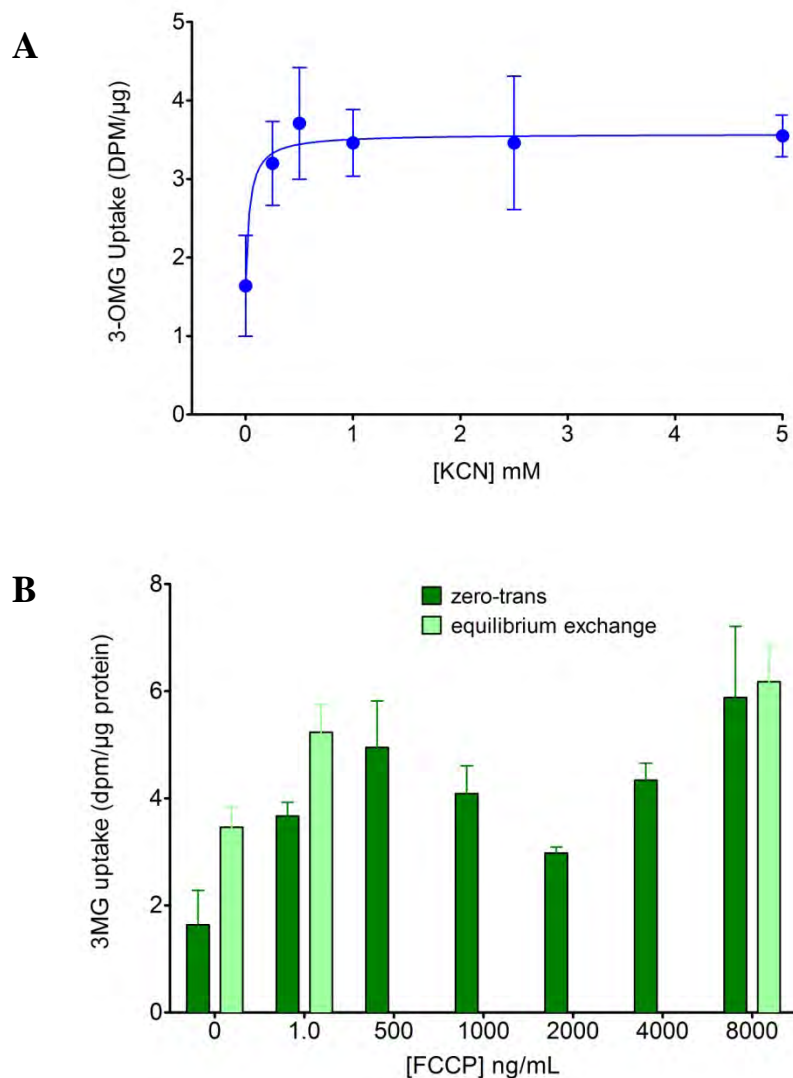 A
5
4
3
2
1
0
3-OMG Uptake (DPM/µg)
0 1 2 3 4 5
[KCN] mM
B
8
6
4
2
0
3MG uptake (dpm/µg protein)
zero-trans
equilibrium exchange
0 1.0 500 1000 2000 4000 8000
[FCCP] ng/mL